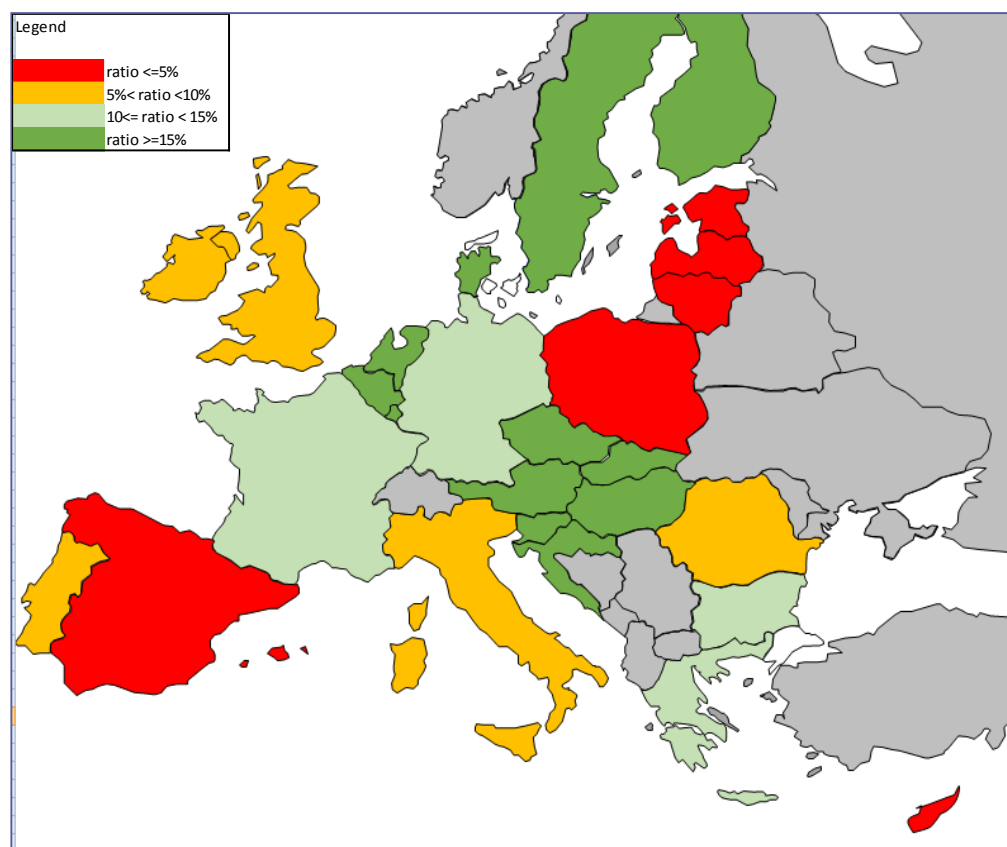 Legend
ratio <=5%
5%< ratio <10%
10<= ratio < 15%
ratio >=15%